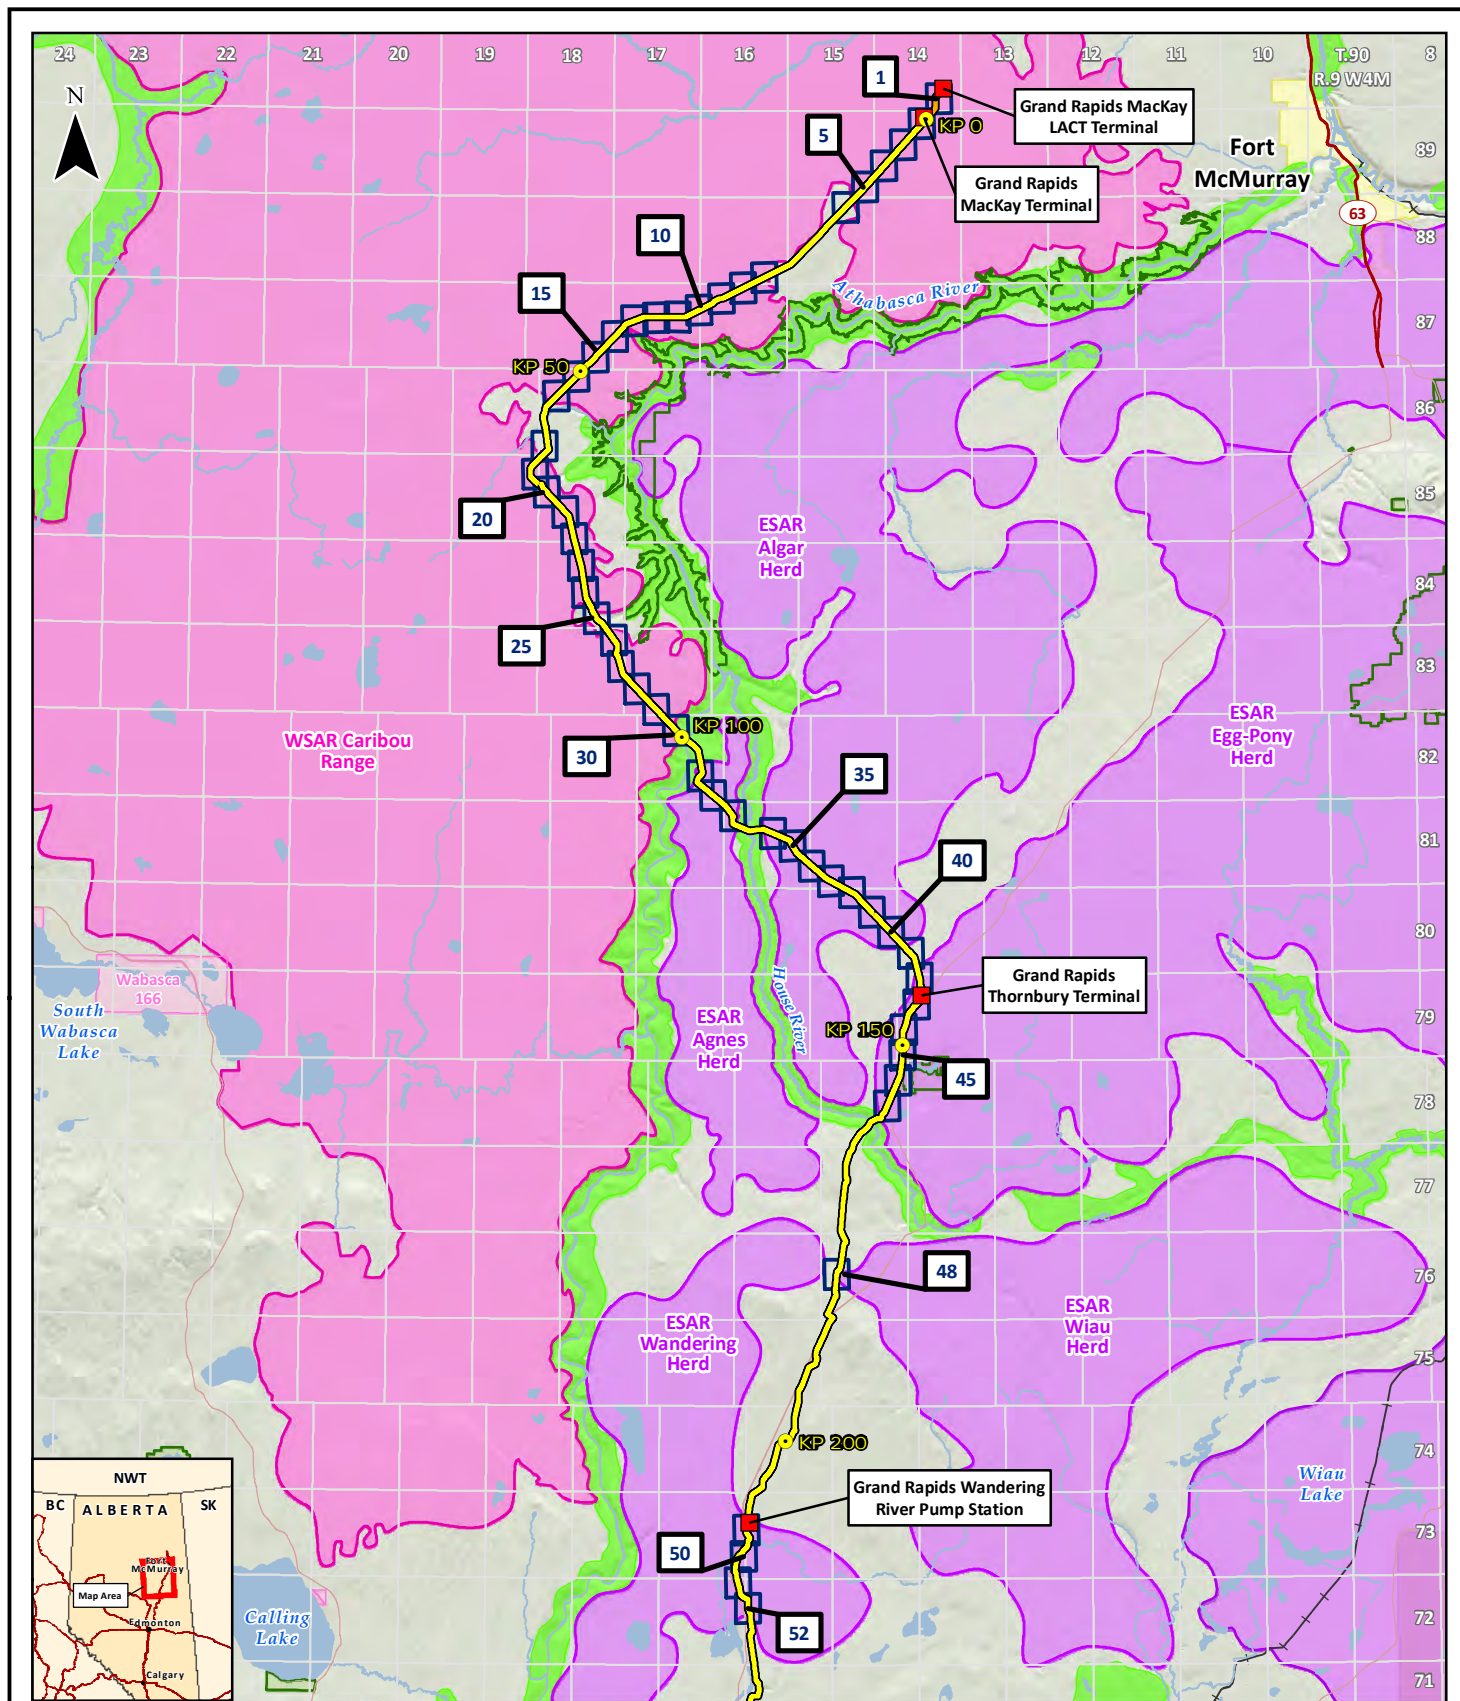 24 23 22 21 20 19 18 17 16 15 14 13 12 11 10 T.90 8
R.9 W4M
N
1
Grand Rapids MacKay
LACT Terminal
KP 0
5
Fort
McMurray
89
Grand Rapids
MacKay Terminal
63
10
88
15
Athabasca River
87
KP 50
86
20
85
ESAR
Algar
Herd
84
25
83
WSAR Caribou
Range
KP 100
ESAR
Egg-Pony
Herd
30
82
35
81
40
80
Wabasca
166
South
Wabasca
Lake
House River
Grand Rapids
Thornbury Terminal
ESAR
Agnes
Herd
KP 150
79
45
78
77
48
76
ESAR
Wandering
Herd
ESAR
Wiau
Herd
75
KP 200
74
Grand Rapids Wandering
River Pump Station
Wiau
Lake
73
50
72
52
71
Calling
Lake
NWT
BC
ALBERTA
SK
Fort
McMurray
Map Area
Edmonton
Calgary